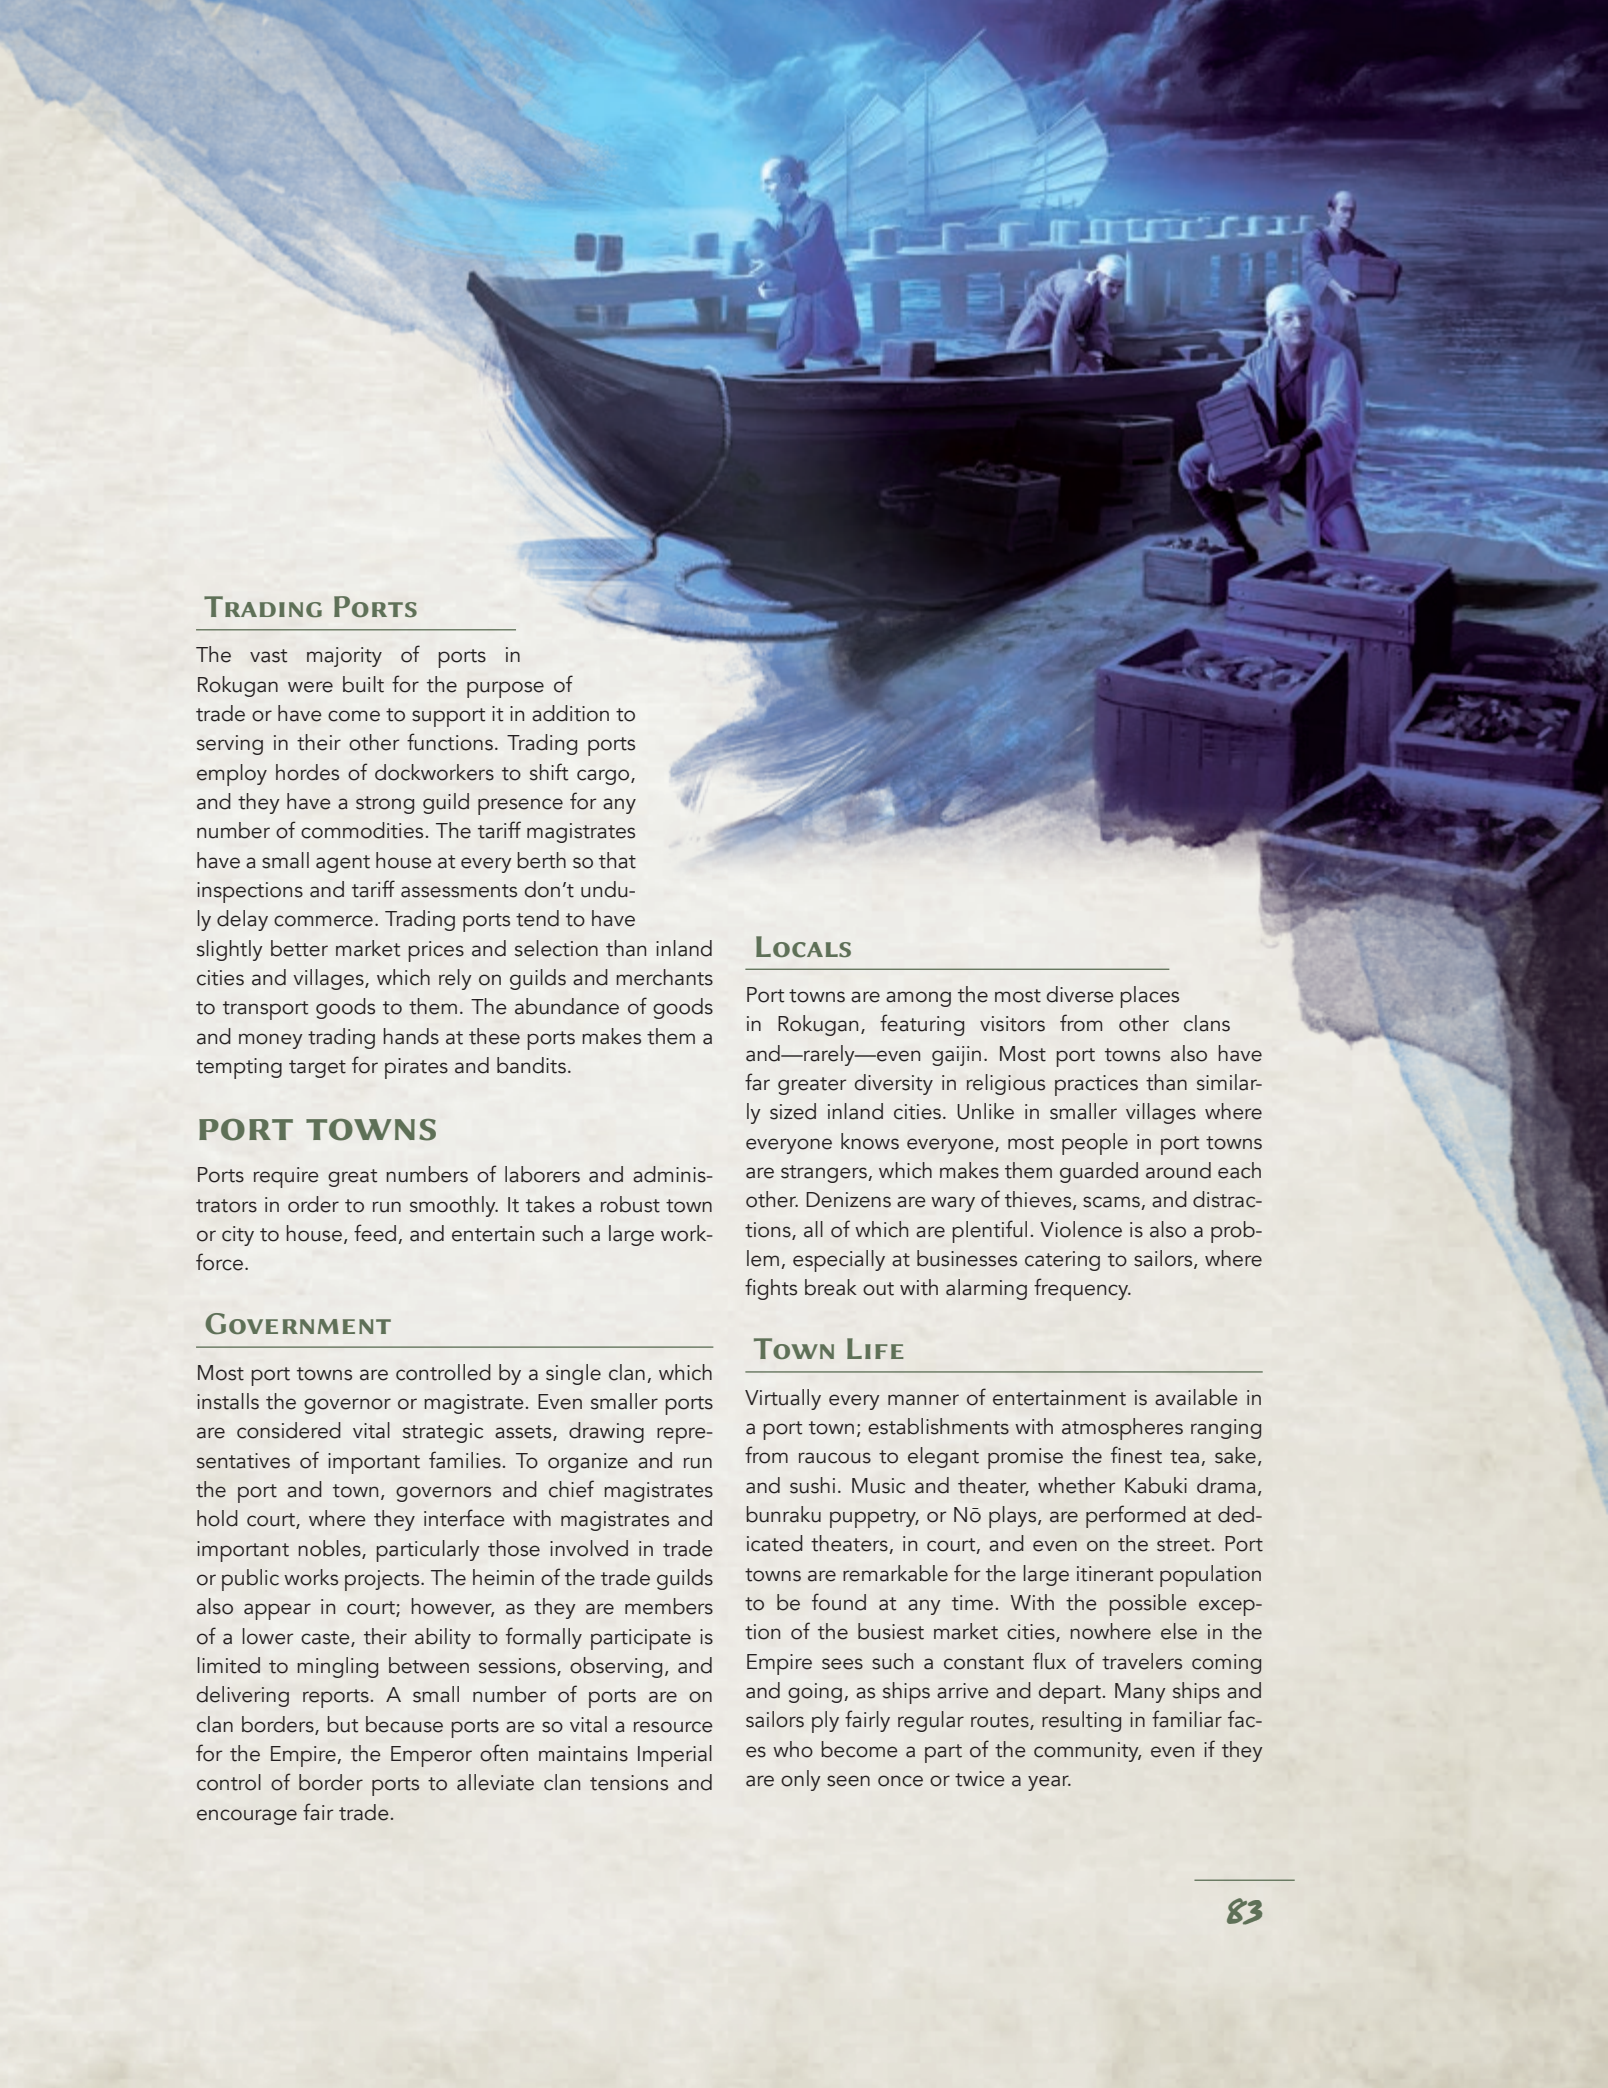 Trading Ports
The vast majority of ports in
Rokugan were built for the purpose of
trade or have come to support it in addition to
serving in their other functions. Trading ports
employ hordes of dockworkers to shift cargo,
and they have a strong guild presence for any
number of commodities. The tariff magistrates
have a small agent house at every berth so that
inspections and tariff assessments don't undu-
ly delay commerce. Trading ports tend to have
slightly better market prices and selection than inland
cities and villages, which rely on guilds and merchants
to transport goods to them. The abundance of goods
and money trading hands at these ports makes them a
tempting target for pirates and bandits.
PORT TOWNS
Ports require great numbers of laborers and adminis-
trators in order to run smoothly. It takes a robust town
or city to house, feed, and entertain such a large work-
force.
Government
Most port towns are controlled by a single clan, which
installs the governor or magistrate. Even smaller ports
are considered vital strategic assets, drawing repre-
sentatives of important families. To organize and run
the port and town, governors and chief magistrates
hold court, where they interface with magistrates and
important nobles, particularly those involved in trade
or public works projects. The heimin of the trade guilds
also appear in court; however, as they are members
of a lower caste, their ability to formally participate is
limited to mingling between sessions, observing, and
delivering reports. A small number of ports are on
clan borders, but because ports are so vital a resource
for the Empire, the Emperor often maintains Imperial
control of border ports to alleviate clan tensions and
encourage fair trade.
Locals
Port towns are among the most diverse places
in Rokugan, featuring visitors from other clans
and—rarely—even gaijin. Most port towns also have
far greater diversity in religious practices than similar-
ly sized inland cities. Unlike in smaller villages where
everyone knows everyone, most people in port towns
are strangers, which makes them guarded around each
other. Denizens are wary of thieves, scams, and distrac-
tions, all of which are plentiful. Violence is also a prob-
lem, especially at businesses catering to sailors, where
fights break out with alarming frequency.
Town Life
Virtually every manner of entertainment is available in
a port town; establishments with atmospheres ranging
from raucous to elegant promise the finest tea, sake,
and sushi. Music and theater, whether Kabuki drama,
bunraku puppetry, or Nō plays, are performed at ded-
icated theaters, in court, and even on the street. Port
towns are remarkable for the large itinerant population
to be found at any time. With the possible excep-
tion of the busiest market cities, nowhere else in the
Empire sees such a constant flux of travelers coming
and going, as ships arrive and depart. Many ships and
sailors ply fairly regular routes, resulting in familiar fac-
es who become a part of the community, even if they
are only seen once or twice a year.
83